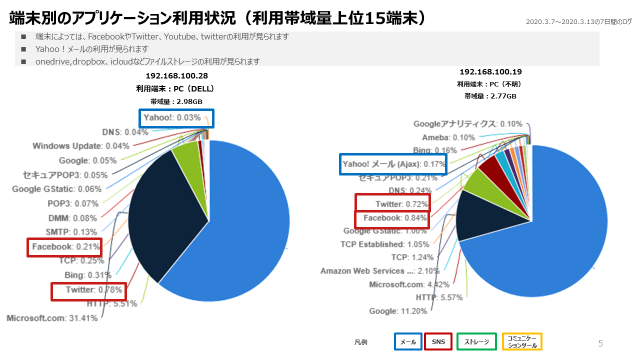 端末別のアプリケーション利用状況（利用帯域量上位15端末）
2020.3.7～2020.3.13の7日間のログ
■ 端末によっては、FacebookやTwitter、Youtube、twitterの利用が見られます
■ Yahoo！メールの利用が見られます
■ onedrive,dropbox、icloudなどファイルストレージの利用が見られます
192.168.100.28
利用端末：PC（DELL）
帯域量：2.98GB
Yahoo!: 0.03%
DNS: 0.04%
Windows Update: 0.04%
Google: 0.05%
セキュアPOP3: 0.05%
Google GStatic: 0.06%
POP3: 0.07%
DMM: 0.08%
SMTP: 0.13%
Facebook: 0.21%
TCP: 0.25%
Bing: 0.31%
Twitter: 0.78%
HTTP: 5.51%
Microsoft.com: 31.41%
192.168.100.19
利用端末：PC（不明）
帯域量：2.77GB
Googleアナリティクス: 0.10%
Ameba: 0.10%
Bing: 0.16%
Yahoo! メール (Ajax): 0.17%
セキュアPOP3: 0.21%
DNS: 0.24%
Twitter: 0.72%
Facebook: 0.84%
Google GStatic: 1.00%
TCP Established: 1.05%
TCP: 1.24%
Amazon Web Services ...: 2.10%
Microsoft.com: 4.42%
HTTP: 5.57%
Google: 11.20%
凡例
メール
SNS
ストレージ
コミュニケー
ションツール
5